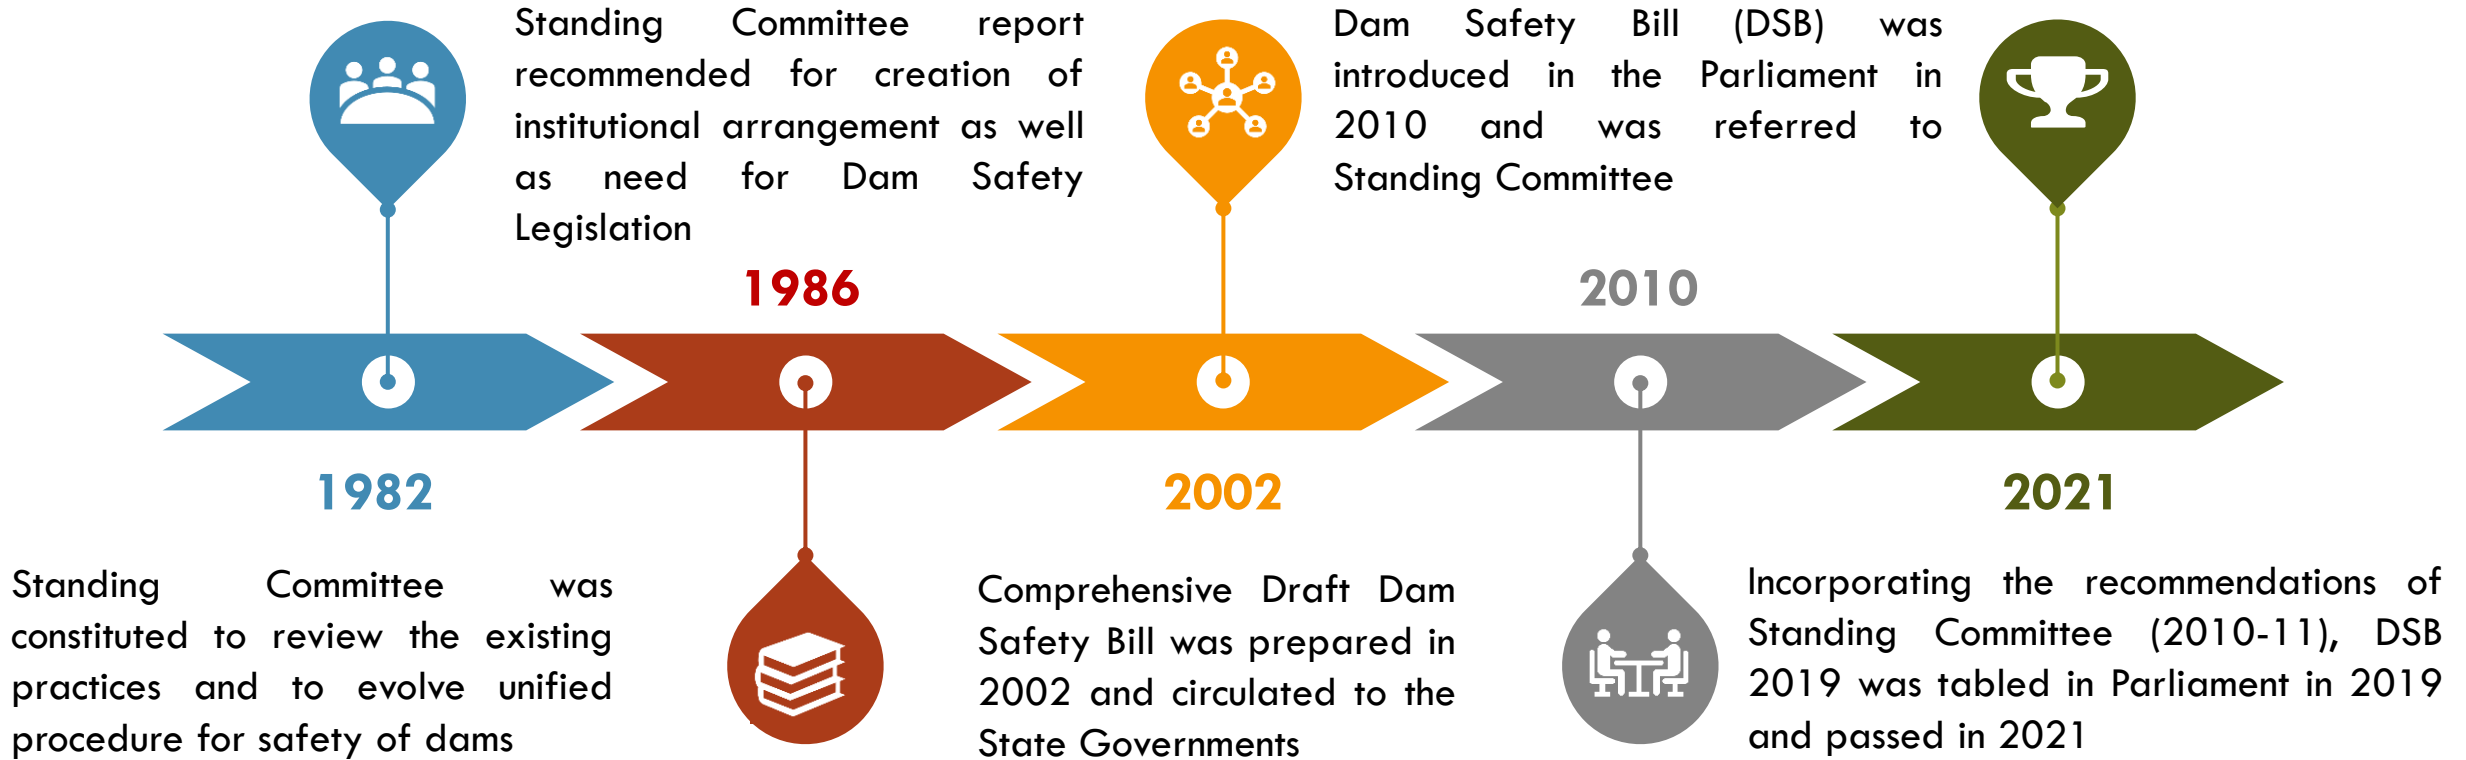 Standing Committee report
recommended for creation of
institutional arrangement as well
as need for Dam Safety
Legislation
Dam Safety Bill (DSB) was
introduced in the Parliament in
2010 and was referred to
Standing Committee
1986
2010
1982
2002
2021
Standing Committee was
constituted to review the existing
practices and to evolve unified
procedure for safety of dams
Comprehensive Draft Dam
Safety Bill was prepared in
2002 and circulated to the
State Governments
Incorporating the recommendations of
Standing Committee (2010-11), DSB
2019 was tabled in Parliament in 2019
and passed in 2021